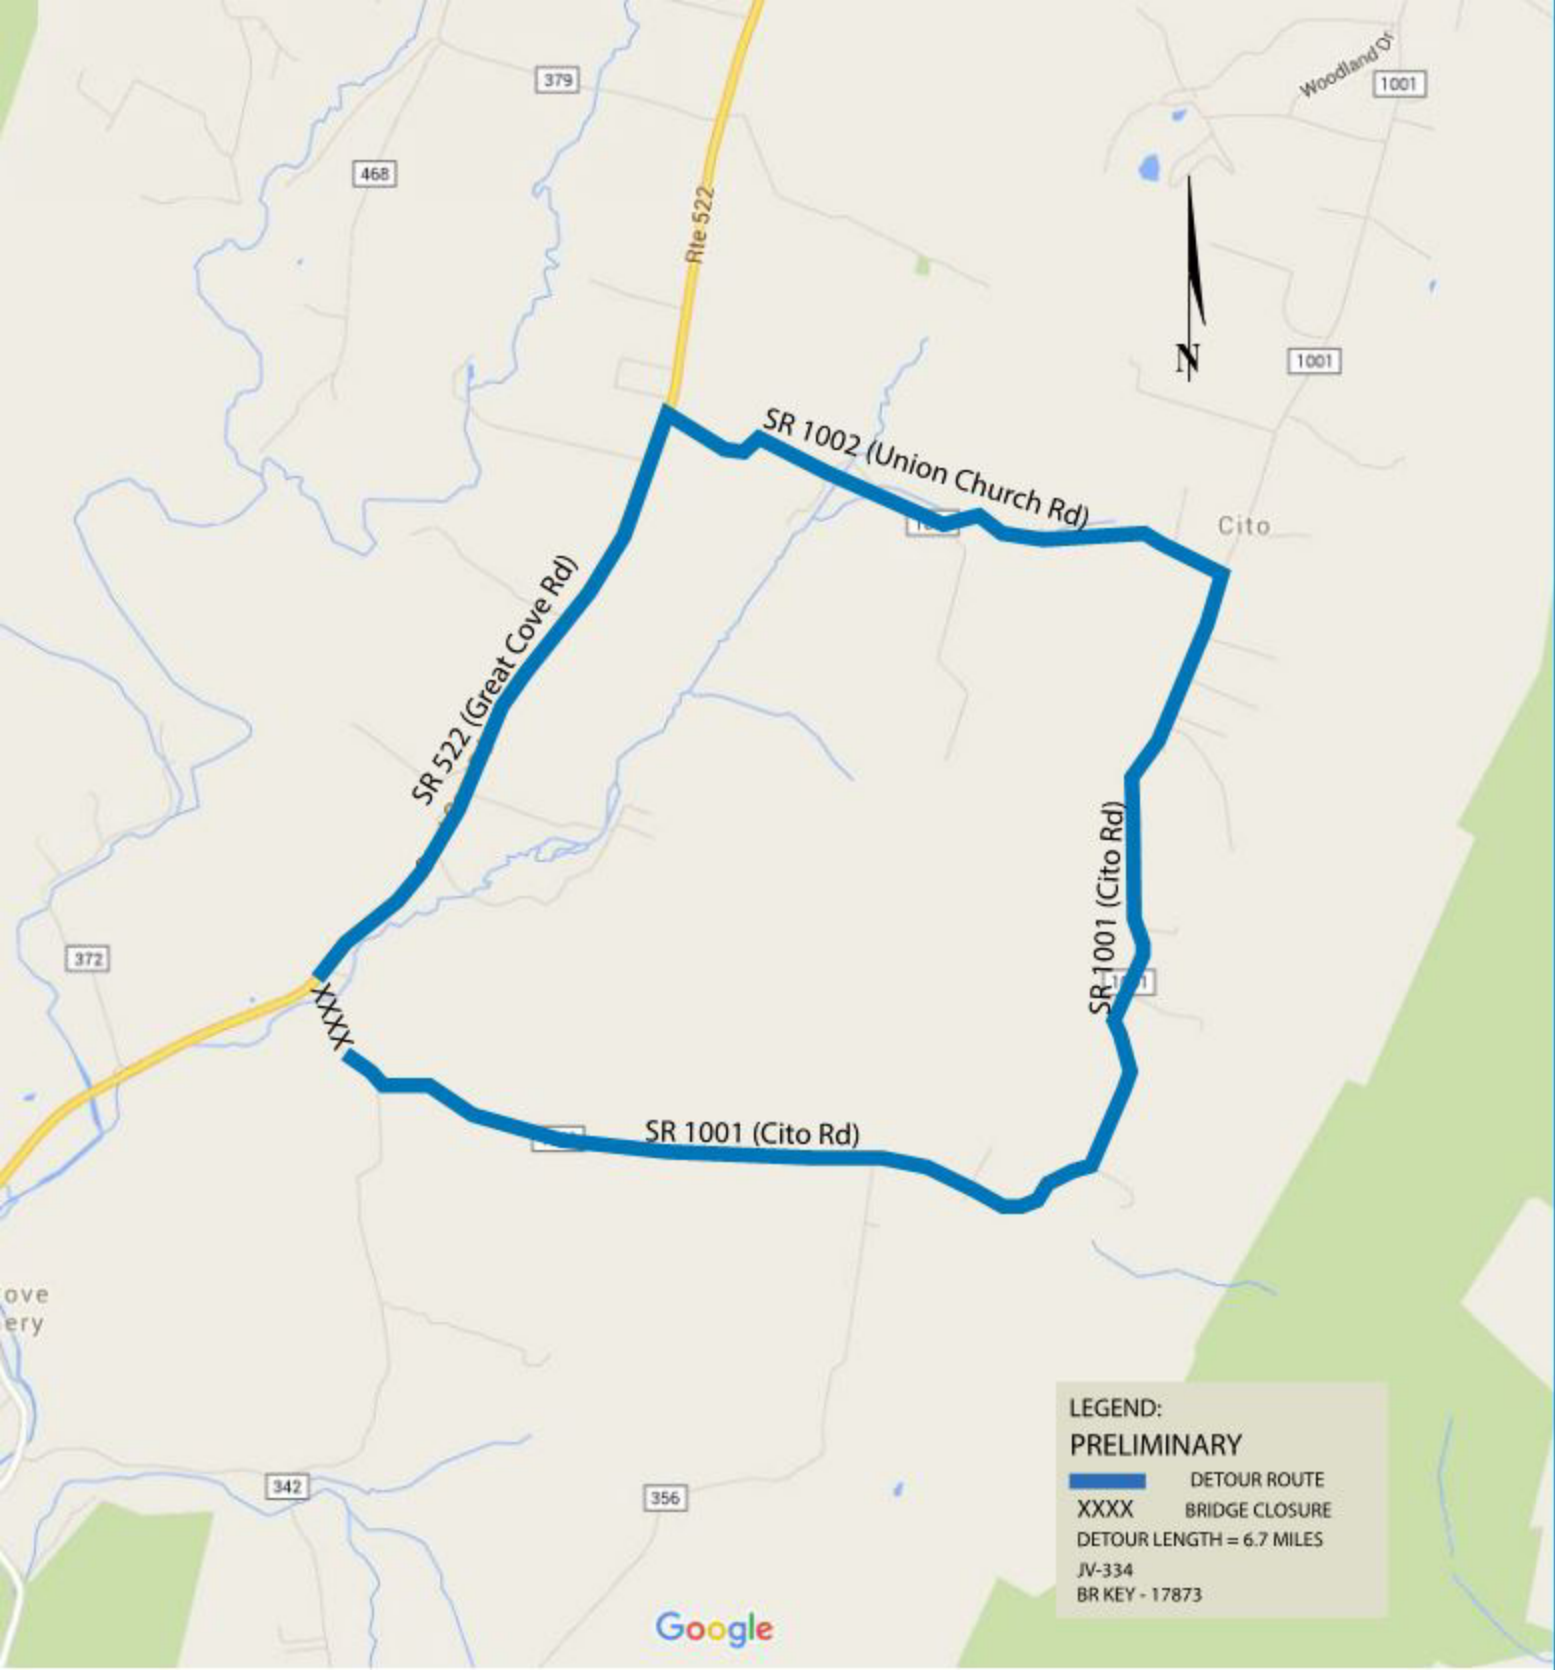 379
Woodland Dr
1001
468
Rte 522
N
1001
SR 1002 (Union Church Rd)
Cito
SR 522 (Great Cove Rd)
SR 1001 (Cito Rd)
372
XXXX
SR 1001 (Cito Rd)
ove
ery
342
356
LEGEND:
PRELIMINARY
DETOUR ROUTE
XXXX BRIDGE CLOSURE
DETOUR LENGTH = 6.7 MILES
JV-334
BR KEY - 17873
Google